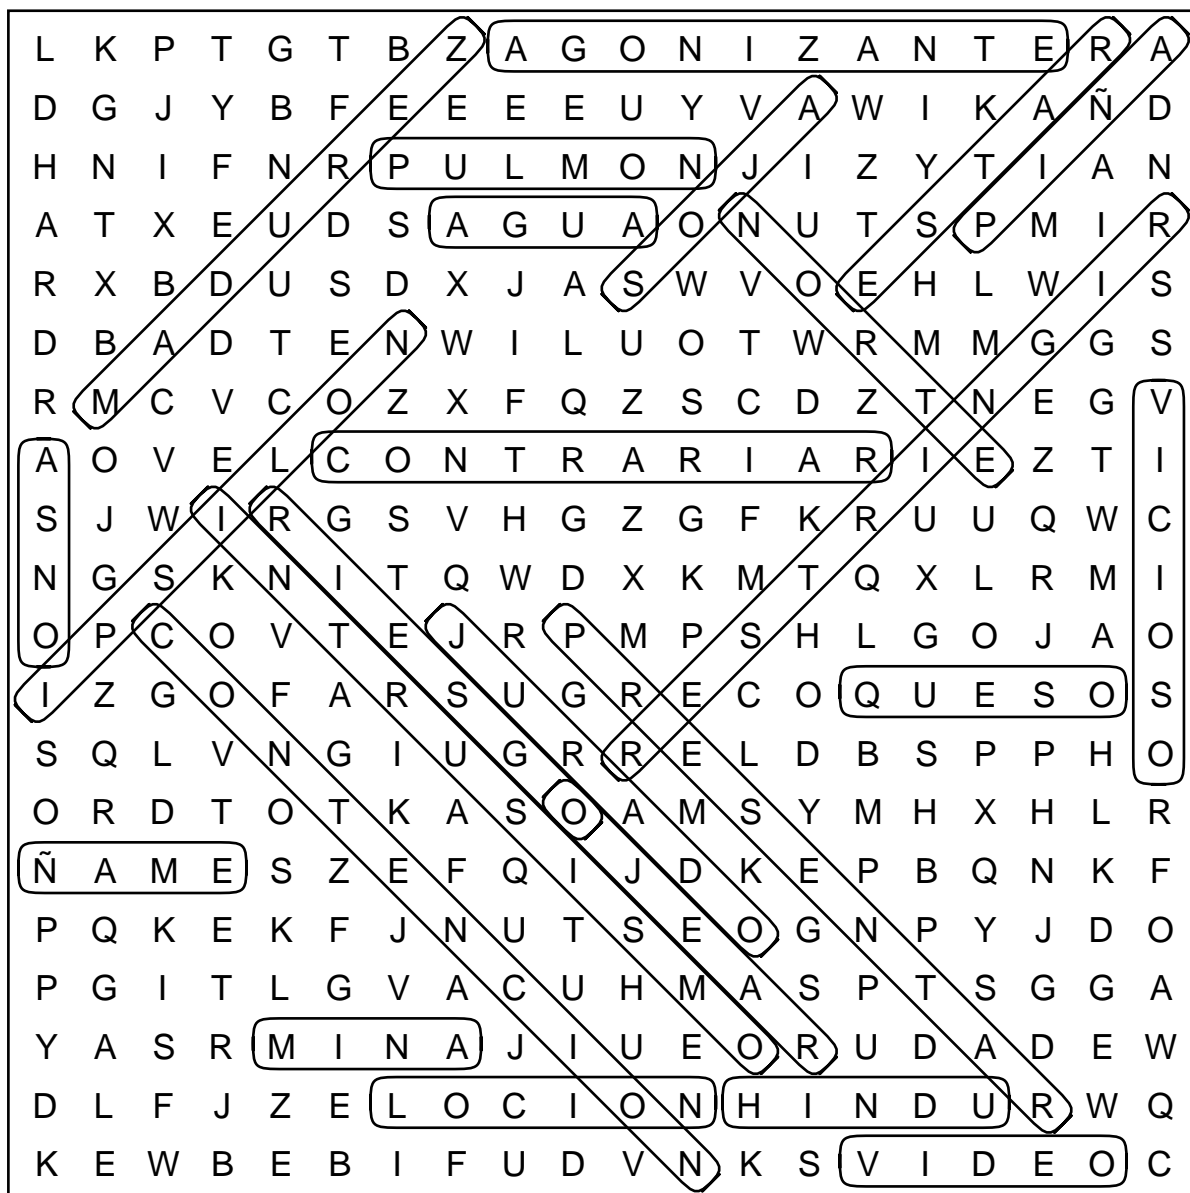 L K P T G T B Z A G O N I Z A N T E R A
D G J Y B F E E E E U Y V A W I K A Ñ D
H N I F N R P U L M O N J I Z Y T I A N
A T X E U D S A G U A O N U T S P M I R
R X B D U S D X J A S W V O E H L W I S
D B A D T E N W I L U O T W R M M G G S
R M C V C O Z X F Q Z S C D Z T N E G V
A O V E L C O N T R A R I A R I E Z T I
S J W I R G S V H G Z G F K R U U Q W C
N G S K N I T Q W D X K M T Q X L R M I
O P C O V T E J R P M P S H L G O J A O
I Z G O F A R S U G R E C O Q U E S O S
S Q L V N G I U G R R E L D B S P P H O
O R D T O T K A S O A M S Y M H X H L R
Ñ A M E S Z E F Q I J D K E P B Q N K F
P Q K E K F J N U T S E O G N P Y J D O
P G I T L G V A C U H M A S P T S G G A
Y A S R M I N A J I U E O R U D A D E W
D L F J Z E L O C I O N H I N D U R W Q
K E W B E B I F U D V N K S V I D E O C